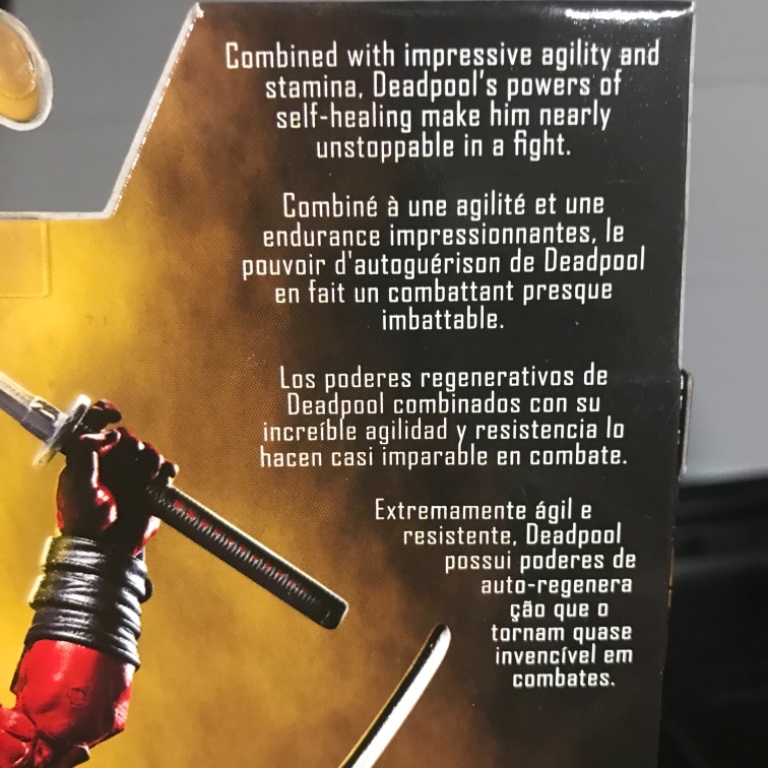 Combined with impressive agility and
stamina, Deadpool's powers of
self-healing make him nearly
unstoppable in a fight.
Combiné à une agilité et une
endurance impressionnantes, le
pouvoir d'autoguérison de Deadpool
en fait un combattant presque
imbattable.
Los poderes regenerativos de
Deadpool combinados con su
increíble agilidad y resistencia lo
hacen casi imparable en combate.
Extremamente ágil e
resistente, Deadpool
possui poderes de
auto-regenera
ção que o
tornam quase
invencível em
combates.